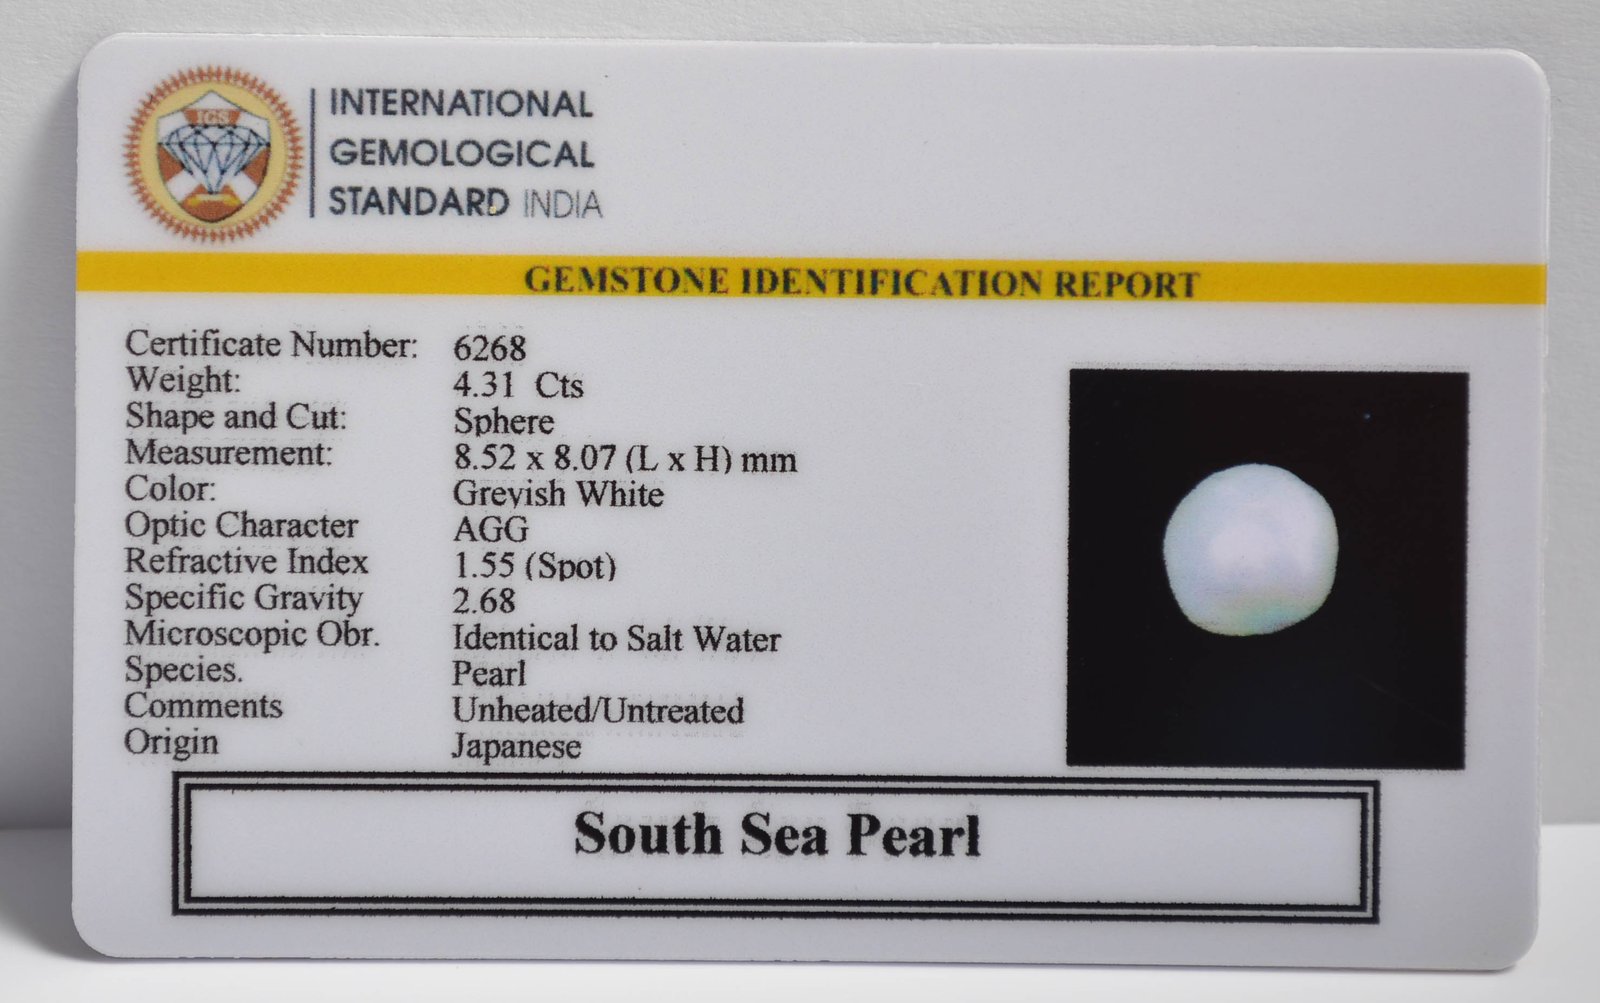 IGS
INTERNATIONAL
GEMOLOGICAL
STANDARD INDIA
GEMSTONE IDENTIFICATION REPORT
Certificate Number: 6268
Weight: 4.31 Cts
Shape and Cut: Sphere
Measurement: 8.52 x 8.07 (L x H) mm
Color: Greyish White
Optic Character AGG
Refractive Index 1.55 (Spot)
Specific Gravity 2.68
Microscopic Obr. Identical to Salt Water
Species. Pearl
Comments Unheated/Untreated
Origin Japanese
South Sea Pearl